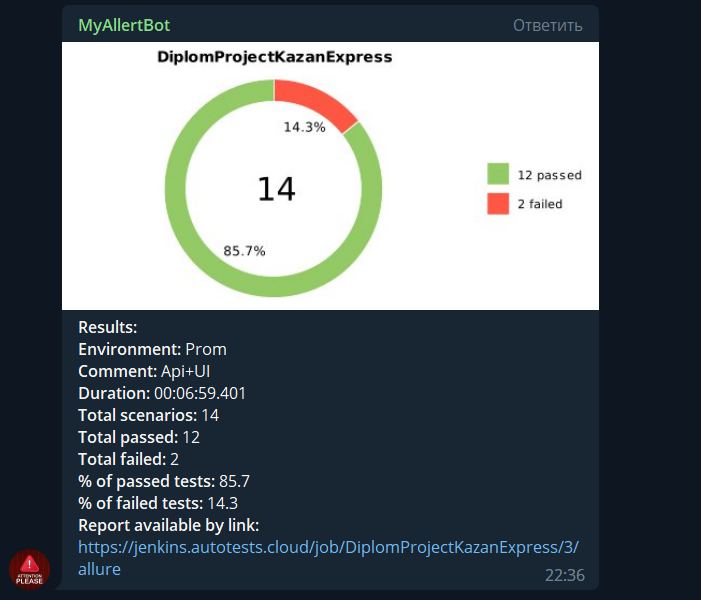 MyAllertBot
Ответить
DiplomProjectKazanExpress
14.3%
14
85.7%
12 passed
2 failed
Results:
Environment: Prom
Comment: Api+UI
Duration: 00:06:59.401
Total scenarios: 14
Total passed: 12
Total failed: 2
% of passed tests: 85.7
% of failed tests: 14.3
Report available by link:
https://jenkins.autotests.cloud/job/DiplomProjectKazanExpress/3/
allure
22:36
ATTENTION
PLEASE